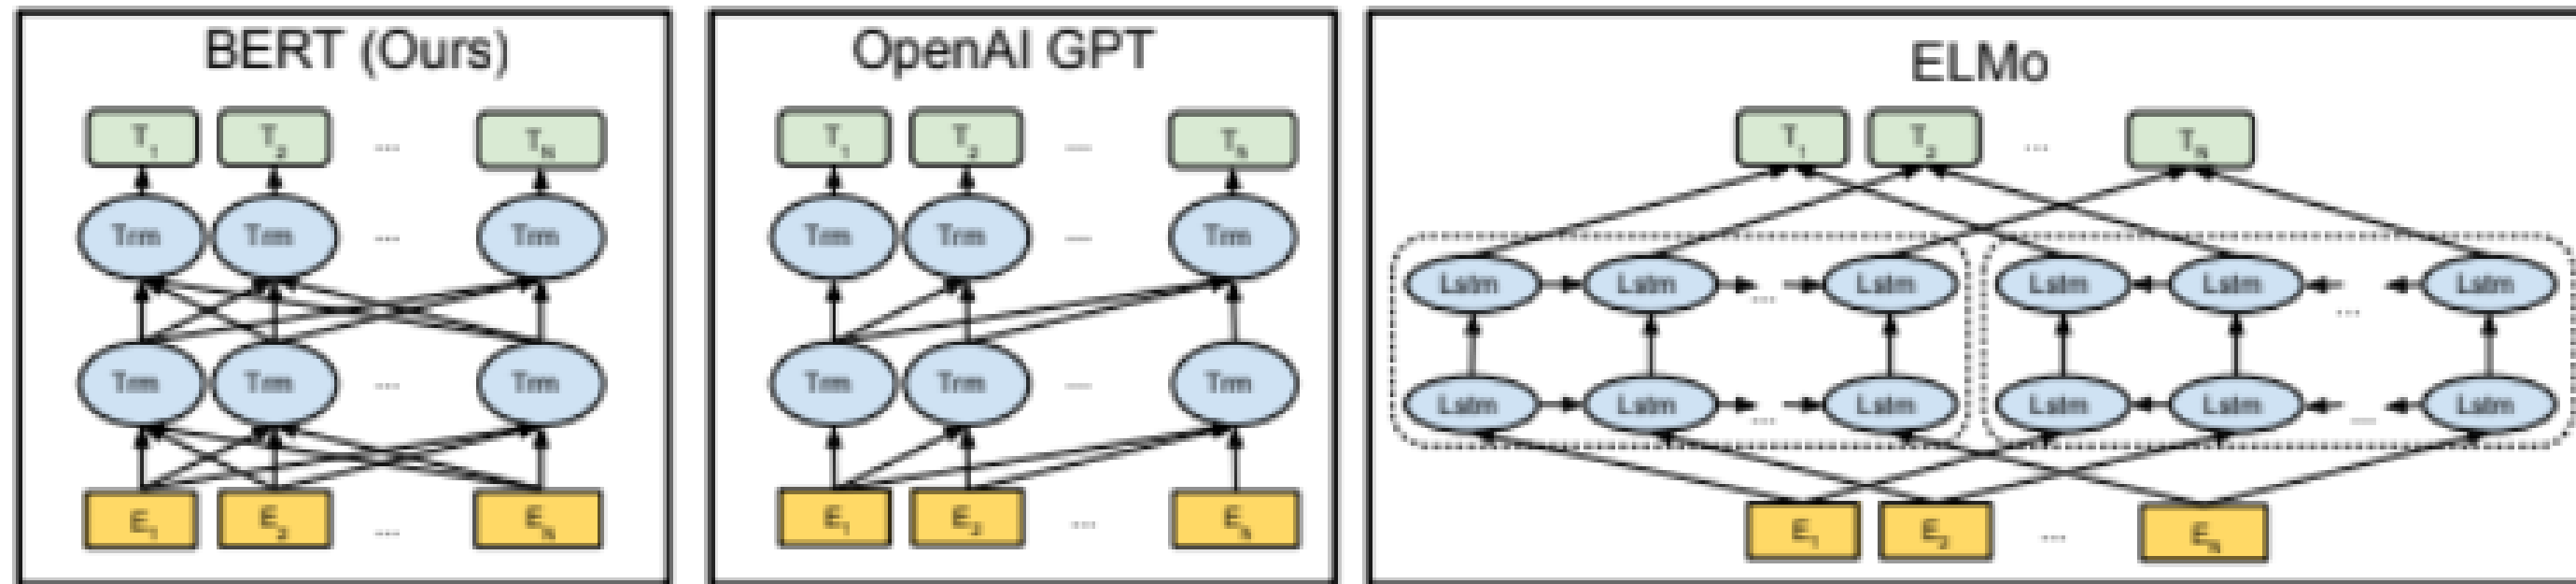 BERT (Ours)
T1 T2 ... TN
Trm Trm ... Trm
Trm Trm ... Trm
E1 E2 ... EN
OpenAI GPT
T1 T2 ... TN
Trm Trm ... Trm
Trm Trm ... Trm
E1 E2 ... EN
ELMo
T1 T2 ... TN
Lstm Lstm ... Lstm Lstm Lstm ... Lstm
Lstm Lstm ... Lstm Lstm Lstm ... Lstm
E1 E2 ... EN